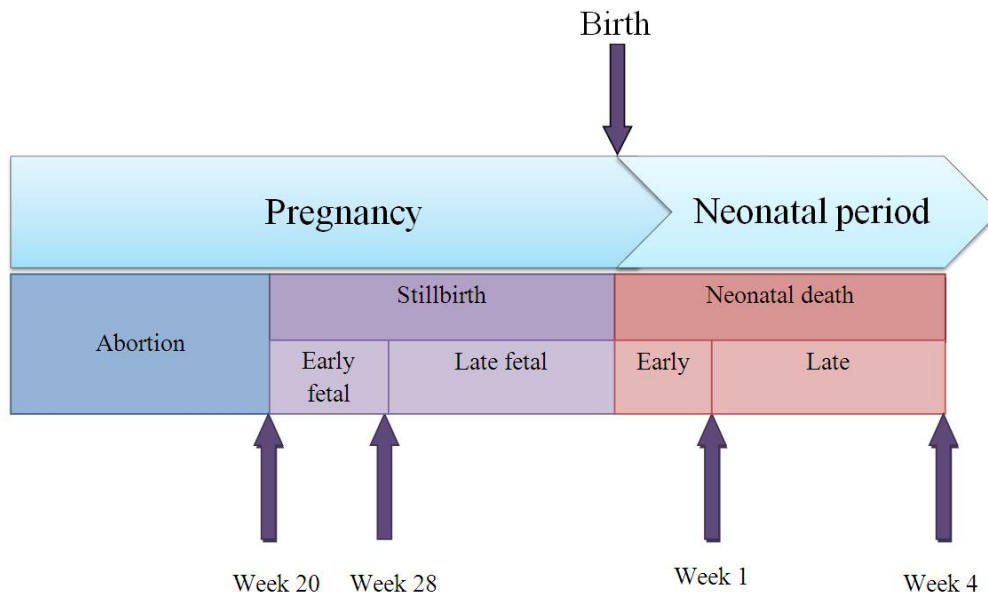 Birth
Pregnancy
Neonatal period
Abortion
Stillbirth
Neonatal death
Early
fetal
Late fetal
Early
Late
Week 20
Week 28
Week 1
Week 4